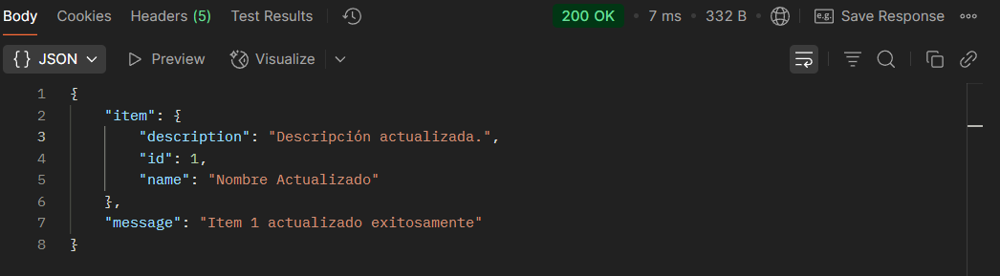 Body Cookies Headers (5) Test Results 200 OK • 7 ms • 332 B • e.g. Save Response
{} JSON Preview Visualize
1 {
2 "item": {
3 "description": "Descripción actualizada.",
4 "id": 1,
5 "name": "Nombre Actualizado"
6 },
7 "message": "Item 1 actualizado exitosamente"
8 }